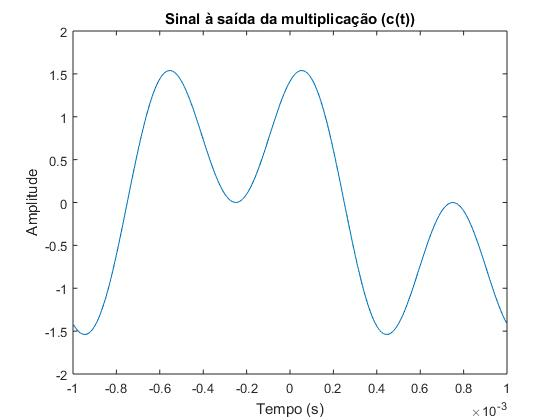 Sinal à saída da multiplicação (c(t))
2
1.5
1
0.5
0
-0.5
-1
-1.5
-2
Amplitude
-1 -0.8 -0.6 -0.4 -0.2 0 0.2 0.4 0.6 0.8 1
Tempo (s)
×10-3